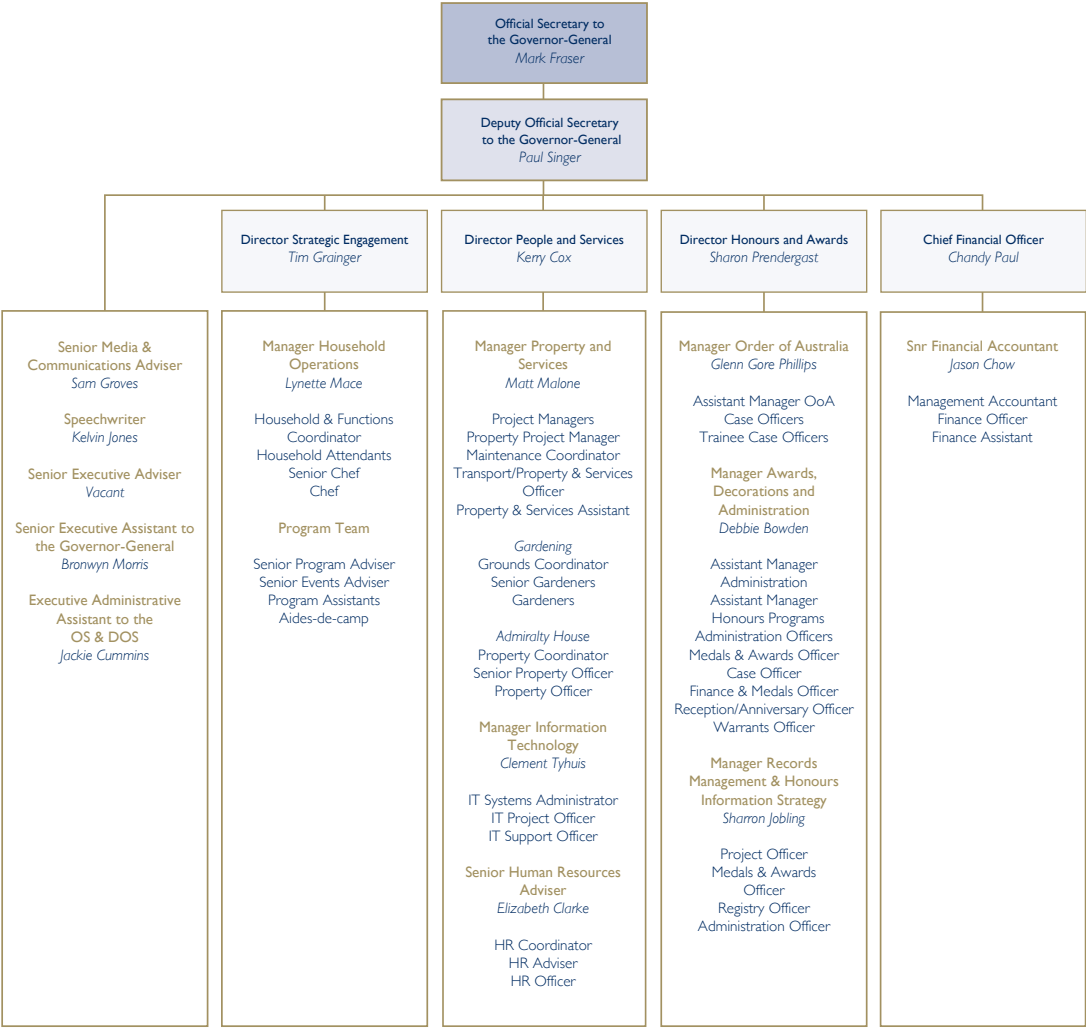 Official Secretary to
the Governor-General
Mark Fraser
Deputy Official Secretary
to the Governor-General
Paul Singer
Director Strategic Engagement
Tim Grainger
Director People and Services
Kerry Cox
Director Honours and Awards
Sharon Prendergast
Chief Financial Officer
Chandy Paul
Senior Media &
Communications Adviser
Sam Groves
Speechwriter
Kelvin Jones
Senior Executive Adviser
Vacant
Senior Executive Assistant to
the Governor-General
Bronwyn Morris
Executive Administrative
Assistant to the
OS & DOS
Jackie Cummins
Manager Household
Operations
Lynette Mace
Household & Functions
Coordinator
Household Attendants
Senior Chef
Chef
Program Team
Senior Program Adviser
Senior Events Adviser
Program Assistants
Aides-de-camp
Manager Property and
Services
Matt Malone
Project Managers
Property Project Manager
Maintenance Coordinator
Transport/Property & Services
Officer
Property & Services Assistant
Gardening
Grounds Coordinator
Senior Gardeners
Gardeners
Admiralty House
Property Coordinator
Senior Property Officer
Property Officer
Manager Information
Technology
Clement Tyhuis
IT Systems Administrator
IT Project Officer
IT Support Officer
Senior Human Resources
Adviser
Elizabeth Clarke
HR Coordinator
HR Adviser
HR Officer
Manager Order of Australia
Glenn Gore Phillips
Assistant Manager OoA
Case Officers
Trainee Case Officers
Manager Awards,
Decorations and
Administration
Debbie Bowden
Assistant Manager
Administration
Assistant Manager
Honours Programs
Administration Officers
Medals & Awards Officer
Case Officer
Finance & Medals Officer
Reception/Anniversary Officer
Warrants Officer
Manager Records
Management & Honours
Information Strategy
Sharron Jobling
Project Officer
Medals & Awards
Officer
Registry Officer
Administration Officer
Snr Financial Accountant
Jason Chow
Management Accountant
Finance Officer
Finance Assistant